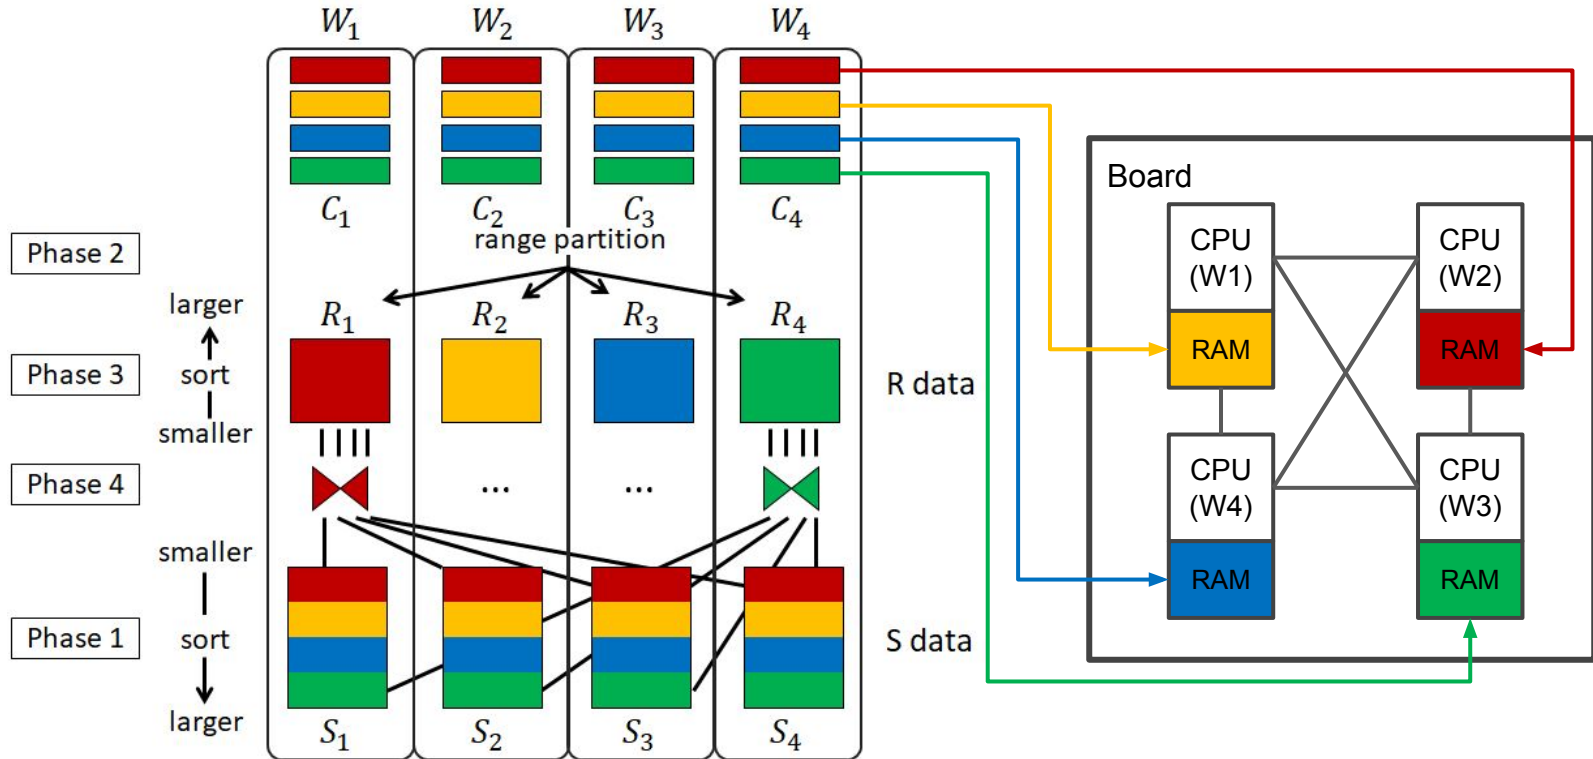 W1 W2 W3 W4
C1 C2 C3 C4
range partition
Phase 2
larger
R1 R2 R3 R4
Phase 3
sort
R data
smaller
Phase 4
... ...
smaller
Phase 1
sort
S data
larger
S1 S2 S3 S4
Board
CPU
(W1)
RAM
CPU
(W2)
RAM
CPU
(W4)
RAM
CPU
(W3)
RAM